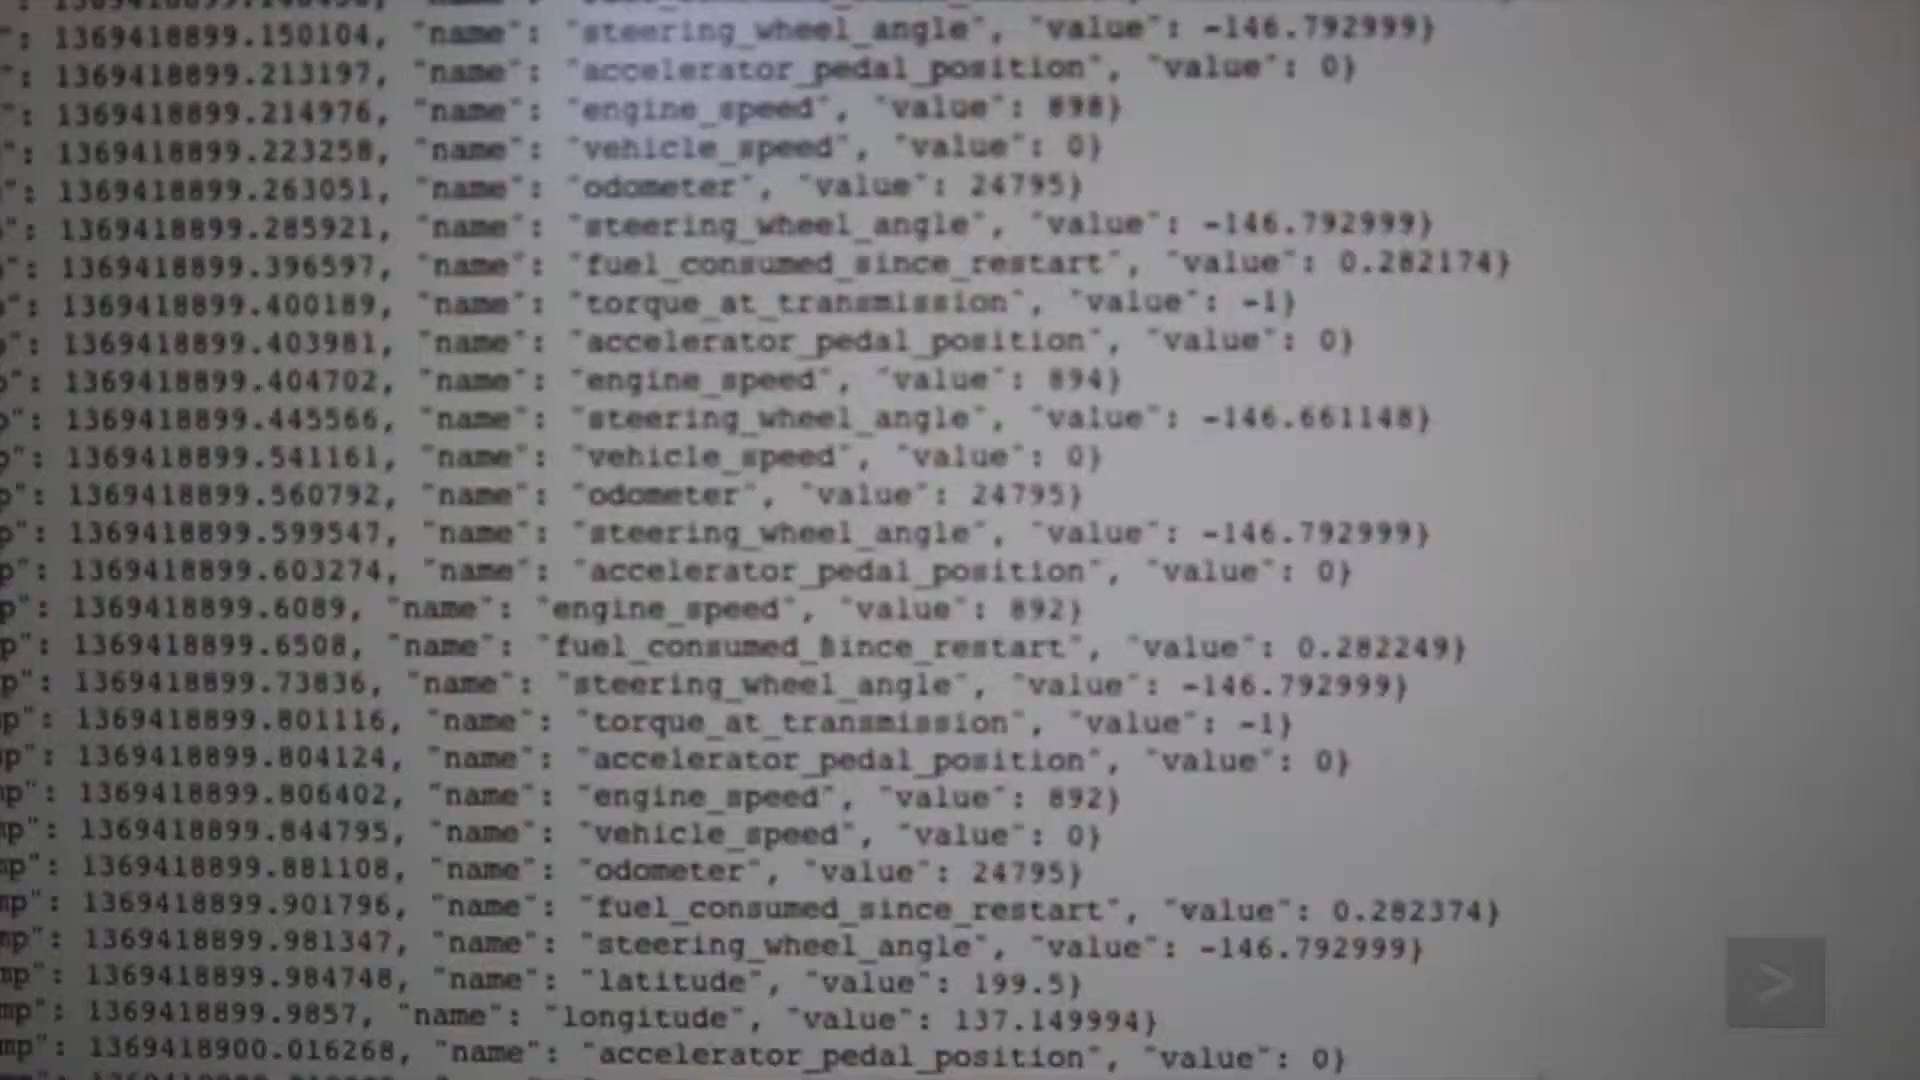 ": 1369418899.150104, "name": "steering_wheel_angle", "value": -146.792999}
": 1369418899.213197, "name": "accelerator_pedal_position", "value": 0}
": 1369418899.214976, "name": "engine_speed", "value": 898}
": 1369418899.223258, "name": "vehicle_speed", "value": 0}
": 1369418899.263051, "name": "odometer", "value": 24795}
": 1369418899.285921, "name": "steering_wheel_angle", "value": -146.792999}
": 1369418899.396597, "name": "fuel_consumed_since_restart", "value": 0.282174}
": 1369418899.400189, "name": "torque_at_transmission", "value": -1}
p": 1369418899.403981, "name": "accelerator_pedal_position", "value": 0}
p": 1369418899.404702, "name": "engine_speed", "value": 894}
p": 1369418899.445566, "name": "steering_wheel_angle", "value": -146.661148}
p": 1369418899.541161, "name": "vehicle_speed", "value": 0}
p": 1369418899.560792, "name": "odometer", "value": 24795}
p": 1369418899.599547, "name": "steering_wheel_angle", "value": -146.792999}
p": 1369418899.603274, "name": "accelerator_pedal_position", "value": 0}
p": 1369418899.6089, "name": "engine_speed", "value": 892}
p": 1369418899.6508, "name": "fuel_consumed_since_restart", "value": 0.282249}
p": 1369418899.73836, "name": "steering_wheel_angle", "value": -146.792999}
mp": 1369418899.801116, "name": "torque_at_transmission", "value": -1}
mp": 1369418899.804124, "name": "accelerator_pedal_position", "value": 0}
mp": 1369418899.806402, "name": "engine_speed", "value": 892}
mp": 1369418899.844795, "name": "vehicle_speed", "value": 0}
mp": 1369418899.881108, "name": "odometer", "value": 24795}
mp": 1369418899.901796, "name": "fuel_consumed_since_restart", "value": 0.282374}
mp": 1369418899.981347, "name": "steering_wheel_angle", "value": -146.792999}
mp": 1369418899.984748, "name": "latitude", "value": 199.5}
mp": 1369418899.9857, "name": "longitude", "value": 137.149994}
mp": 1369418900.016268, "name": "accelerator_pedal_position", "value": 0}
>